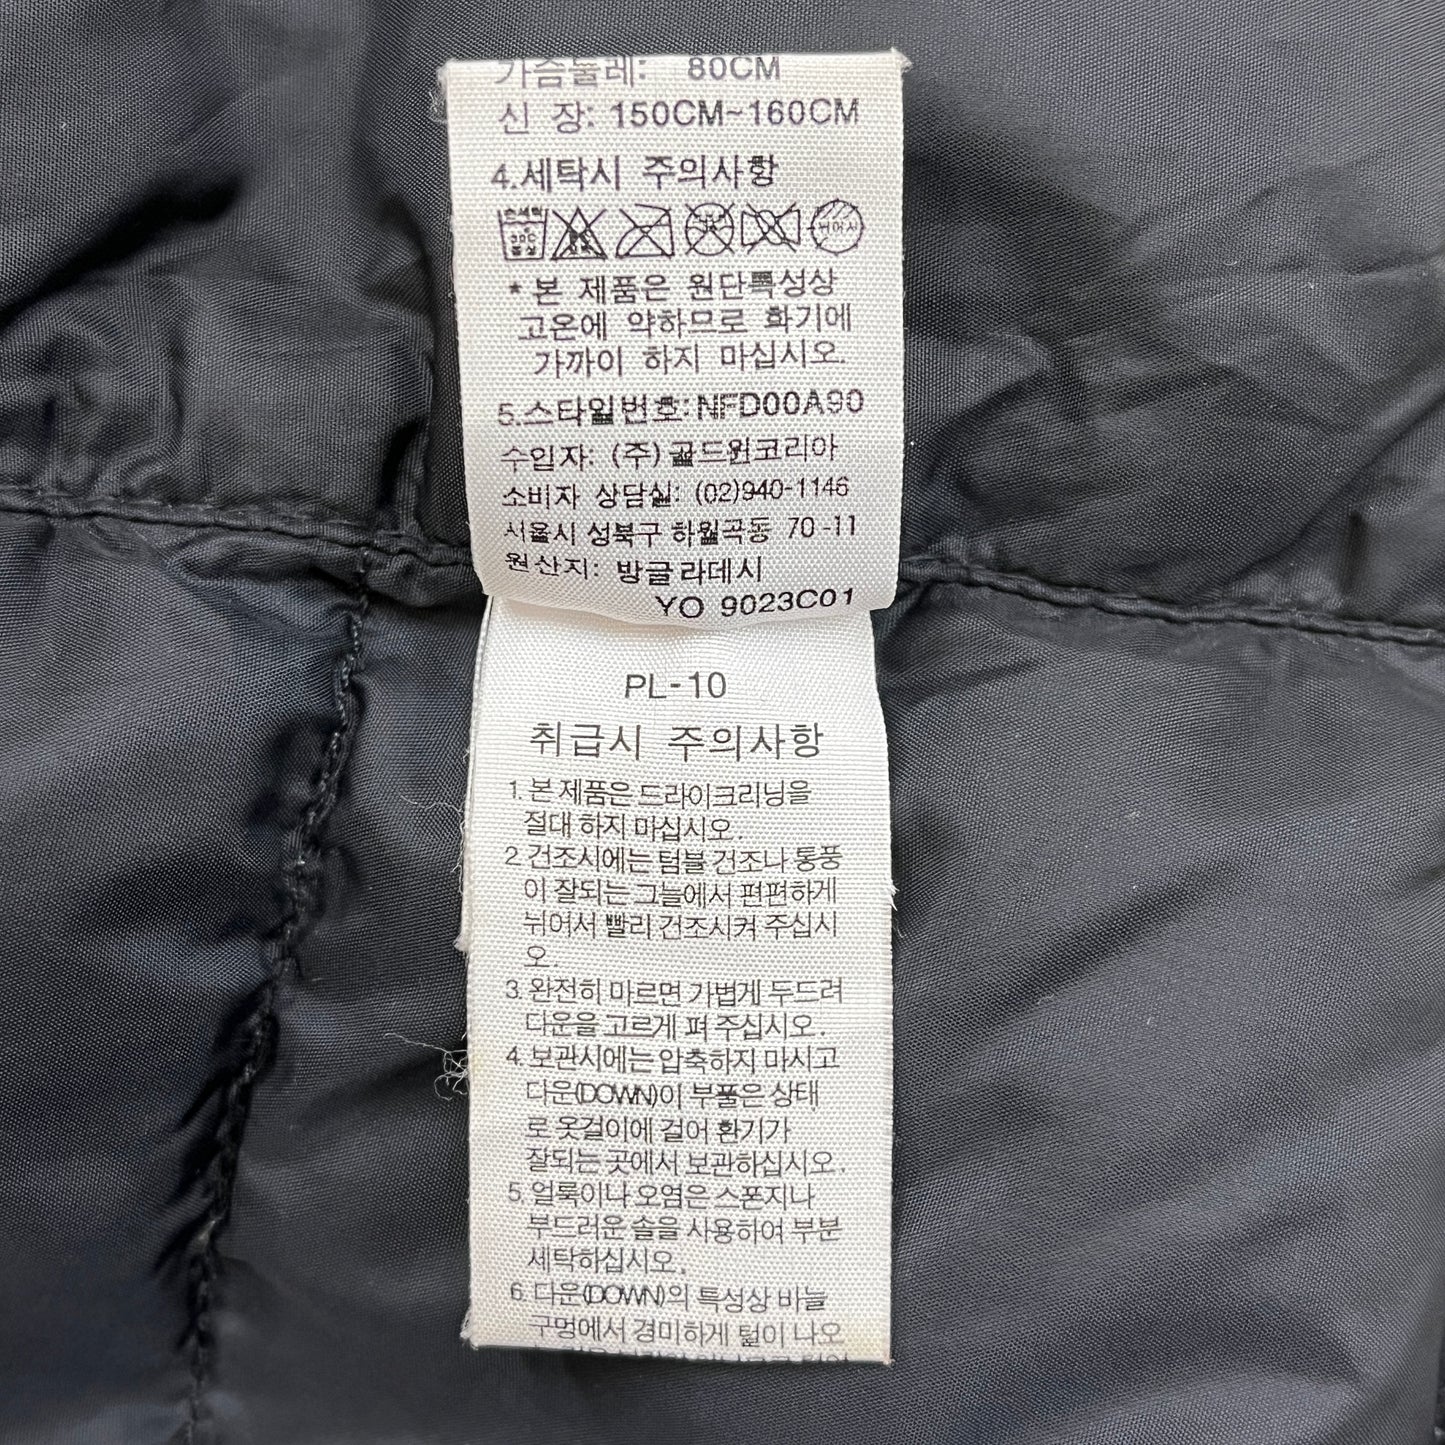 가슴둘레: 80CM
신 장: 150CM~160CM
4.세탁시 주의사항
손세탁
30℃
중성
뉘어서
* 본 제품은 원단특성상
고온에 약하므로 화기에
가까이 하지 마십시오.
5.스타일번호: NFD00A90
수입자: (주)골드윈코리아
소비자 상담실: (02)940-1146
서울시 성북구 하월곡동 70-11
원산지: 방글라데시
YO 9023C01
PL-10
취급시 주의사항
1. 본 제품은 드라이크리닝을
절대 하지 마십시오.
2. 건조시에는 텀블 건조나 통풍
이 잘되는 그늘에서 편편하게
뉘어서 빨리 건조시켜 주십시
오.
3. 완전히 마르면 가볍게 두드려
다운을 고르게 펴 주십시오.
4. 보관시에는 압축하지 마시고
다운(DOWN)이 부풀은 상태
로 옷걸이에 걸어 환기가
잘되는 곳에서 보관하십시오.
5. 얼룩이나 오염은 스폰지나
부드러운 솔을 사용하여 부분
세탁하십시오.
6. 다운(DOWN)의 특성상 바늘
구멍에서 경미하게 털이 나오